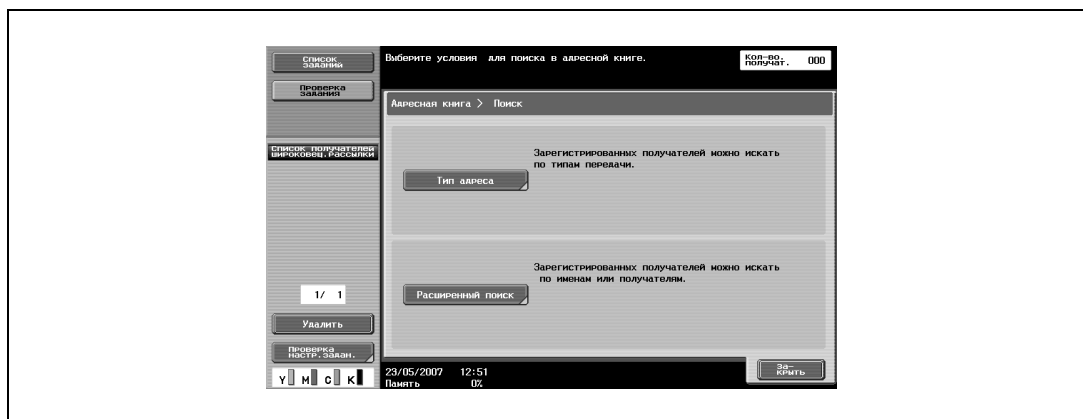 Список
заданий
Выберите условия для поиска в адресной книге.
Кол-во.
получат.
000
Проверка
задания
Адресная книга > Поиск
Список получателей
широковещ.рассылки
Зарегистрированных получателей можно искать
по типам передачи.
Тип адреса
Зарегистрированных получателей можно искать
по именам или получателям.
Расширенный поиск
1/ 1
Удалить
Проверка
настр.задан.
Y M C K
23/05/2007 12:51
Память 0%
За-
крыть